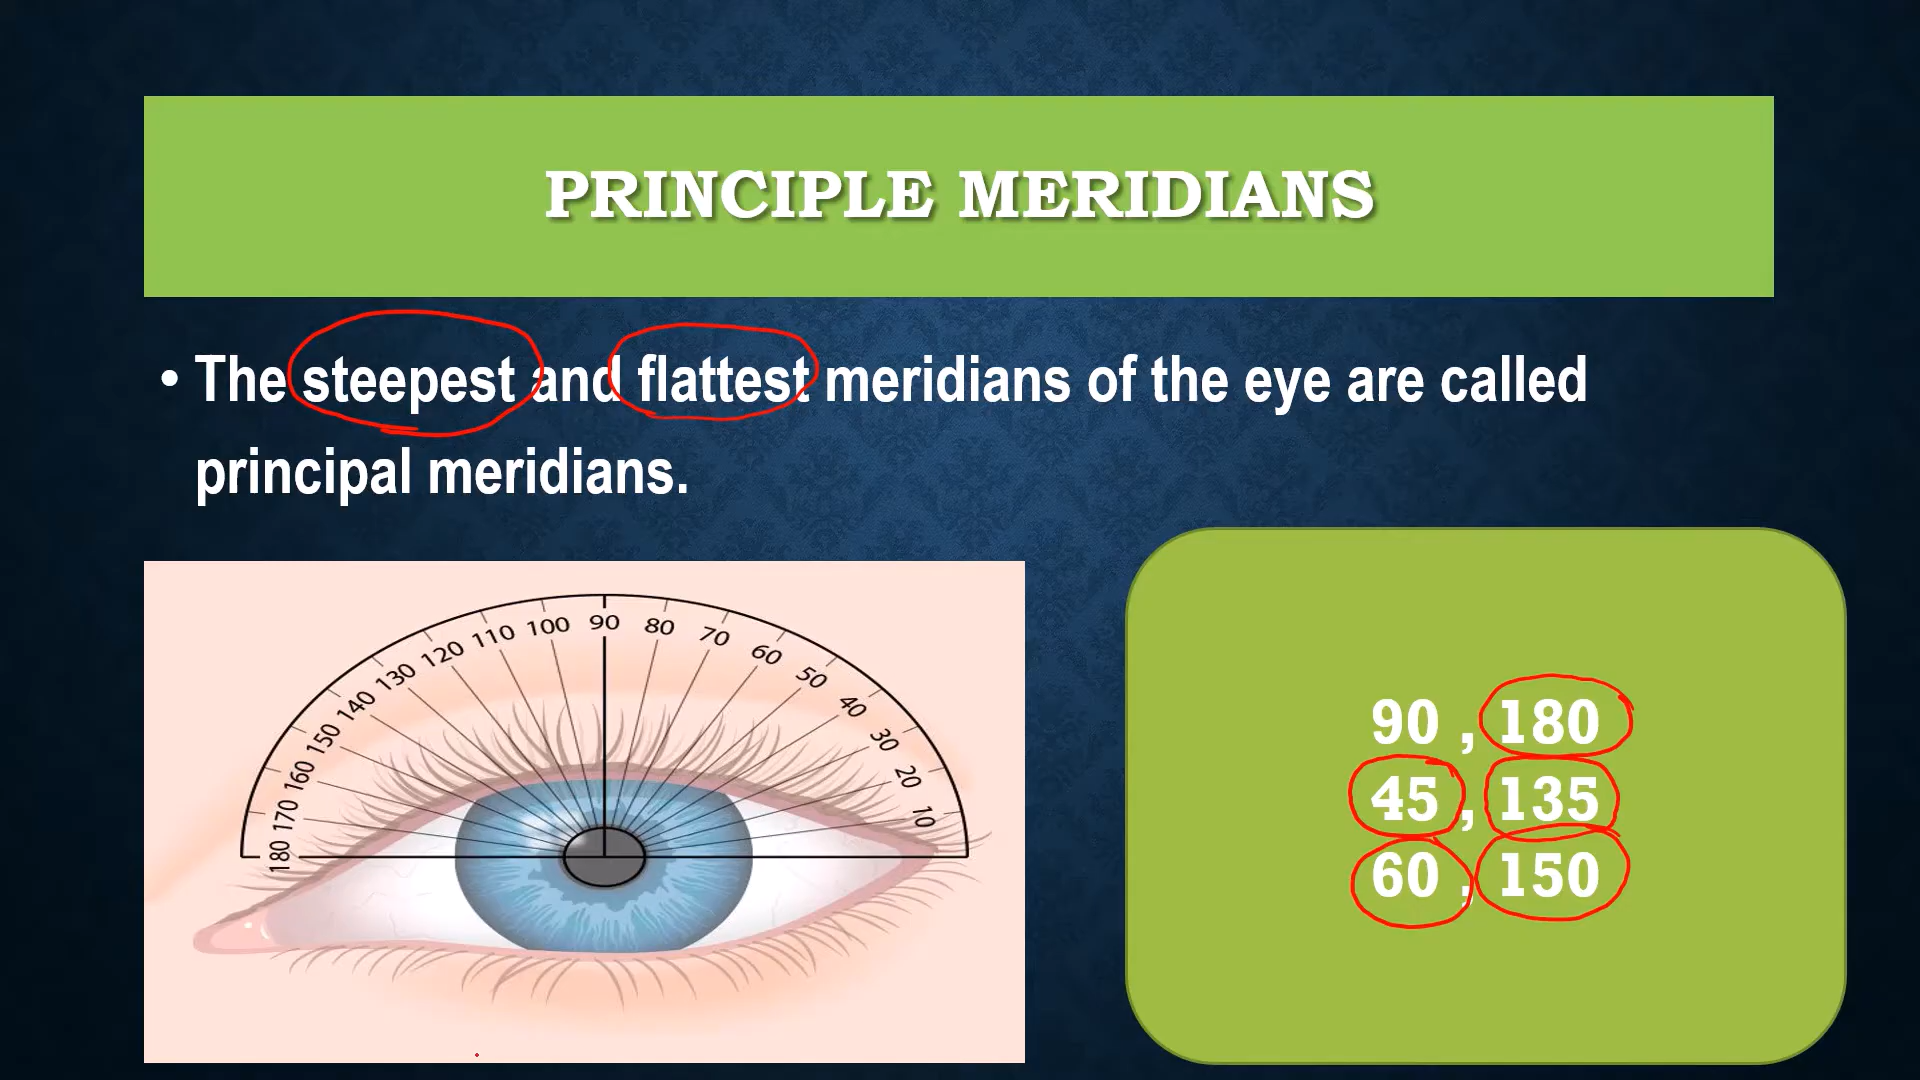 PRINCIPLE MERIDIANS
• The steepest and flattest meridians of the eye are called
principal meridians.
180 170 160 150 140 130 120 110 100 90 80 70 60 50 40 30 20 10
90 , 180
45 , 135
60 , 150